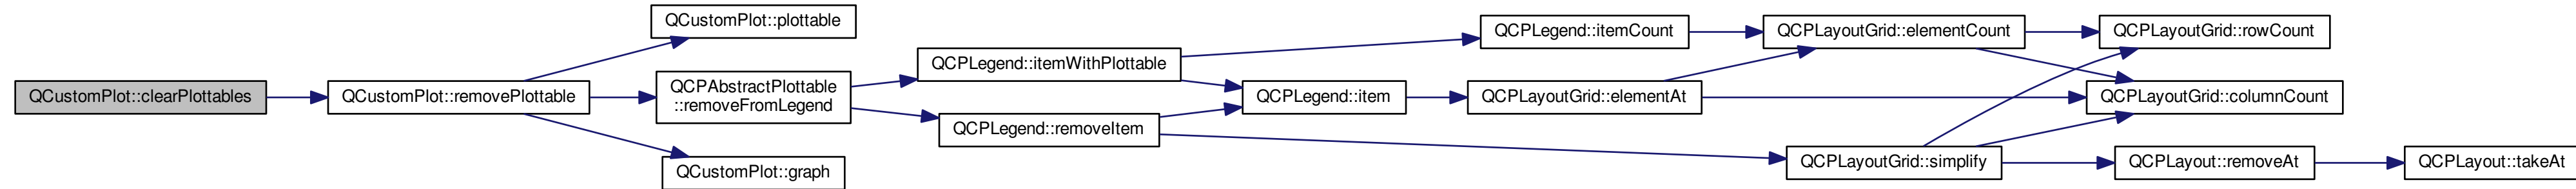 QCustomPlot::clearPlottables
QCustomPlot::removePlottable
QCustomPlot::plottable
QCPAbstractPlottable
::removeFromLegend
QCustomPlot::graph
QCPLegend::itemWithPlottable
QCPLegend::removeItem
QCPLegend::item
QCPLegend::itemCount
QCPLayoutGrid::elementAt
QCPLayoutGrid::elementCount
QCPLayoutGrid::simplify
QCPLayoutGrid::rowCount
QCPLayoutGrid::columnCount
QCPLayout::removeAt
QCPLayout::takeAt